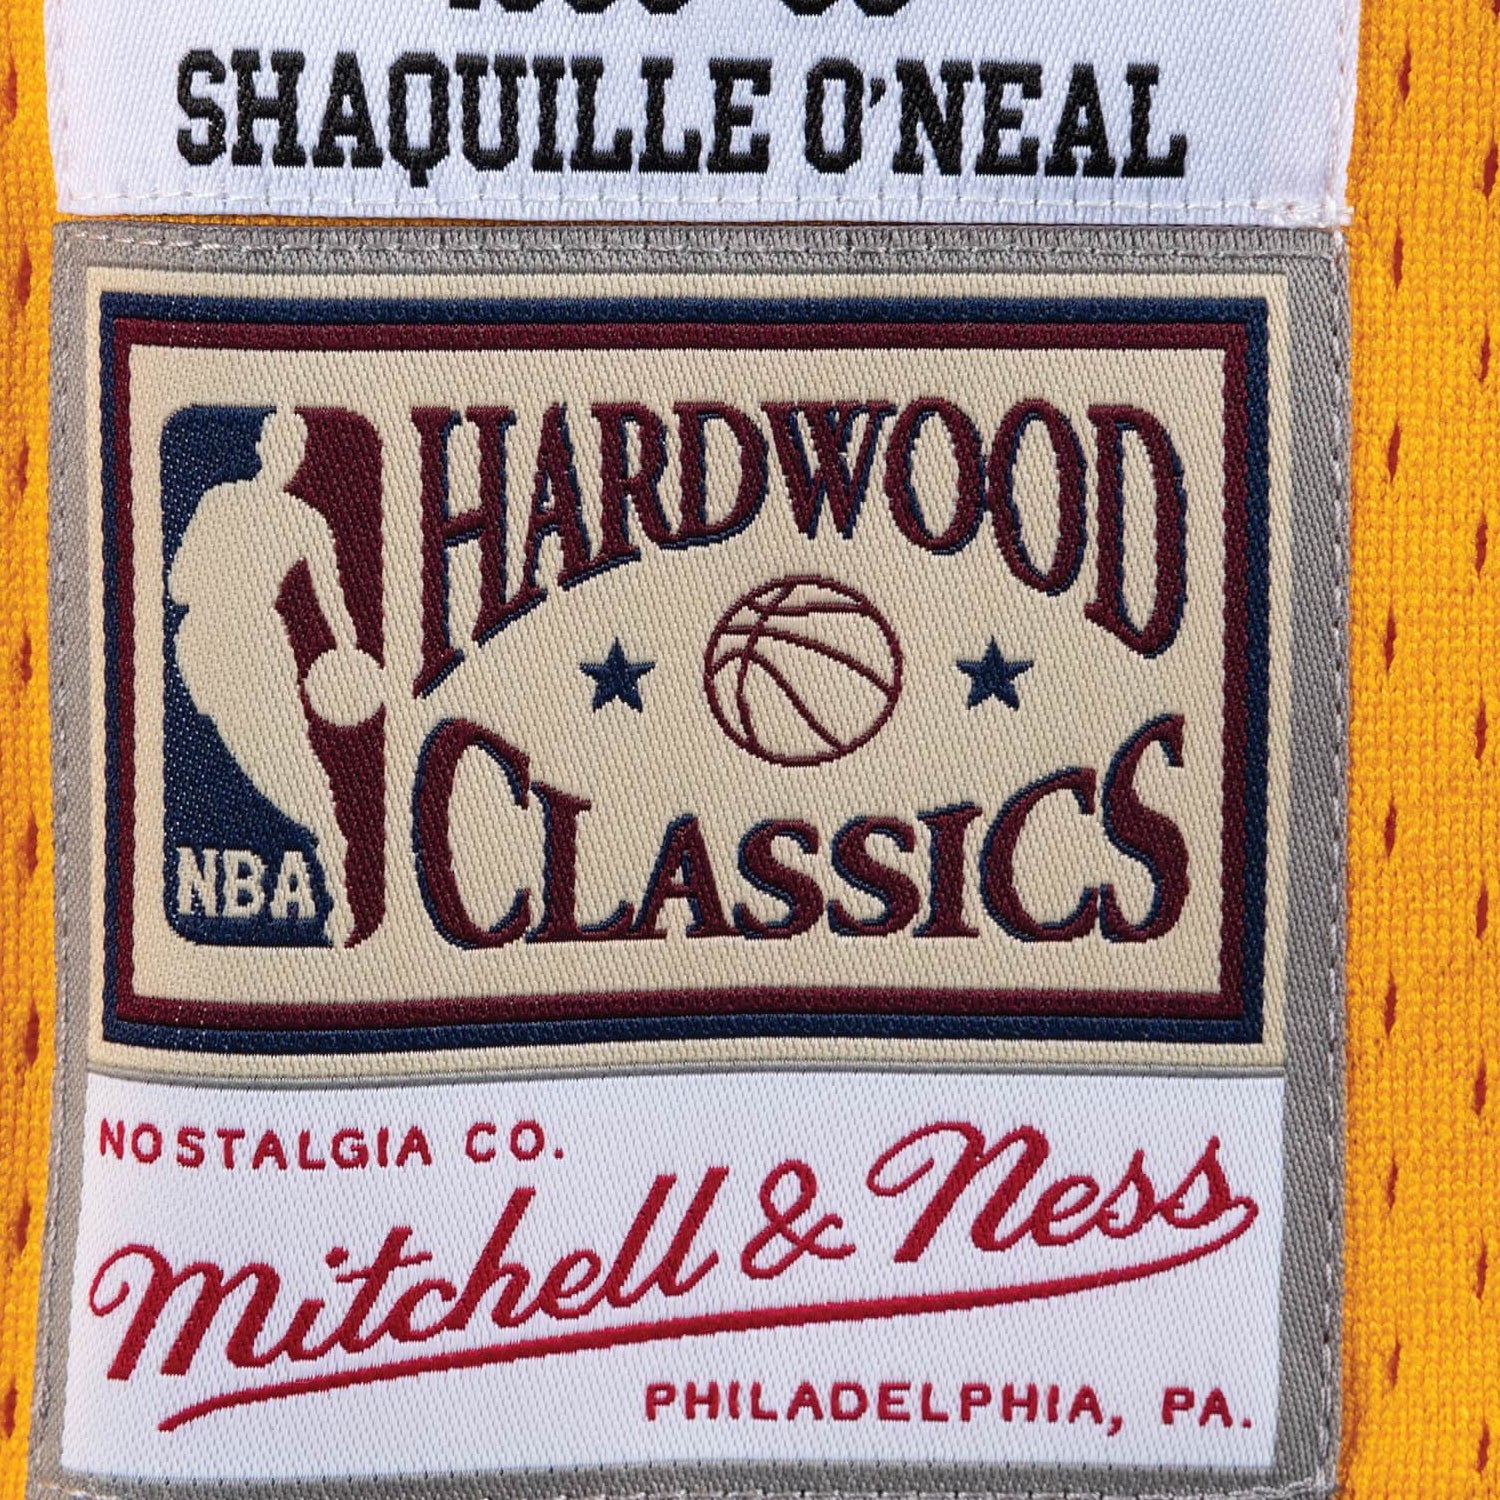 SHAQUILLE O'NEAL
HARDWOOD
CLASSICS
NBA
NOSTALGIA CO.
Mitchell & Ness
PHILADELPHIA, PA.